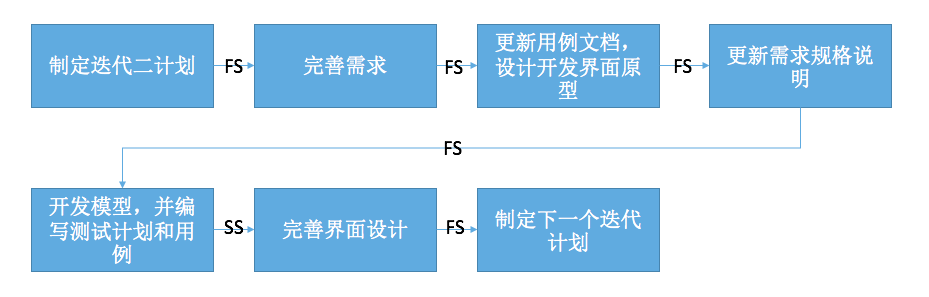 制定迭代二计划
FS
完善需求
FS
更新用例文档，
设计开发界面原
型
FS
更新需求规格说
明
FS
开发模型，并编
写测试计划和用
例
SS
完善界面设计
FS
制定下一个迭代
计划